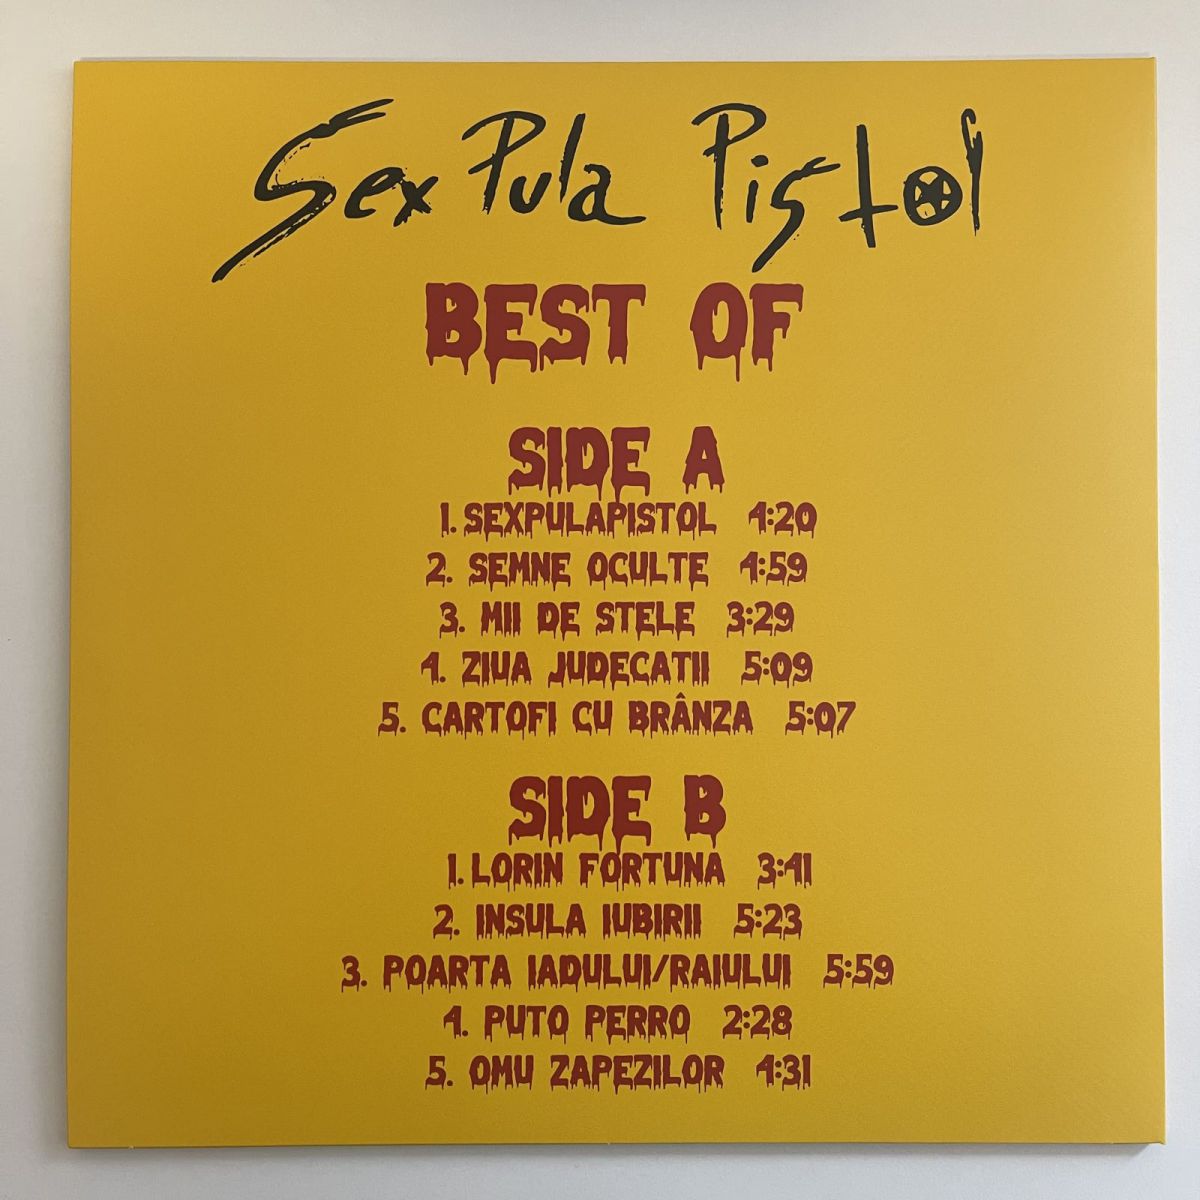 Sex Pula Pistol
BEST OF
SIDE A
1. SEXPULAPISTOL 4:20
2. SEMNE OCULTE 4:59
3. MII DE STELE 3:29
4. ZIUA JUDECATII 5:09
5. CARTOFI CU BRÂNZA 5:07
SIDE B
1. LORIN FORTUNA 3:41
2. INSULA IUBIRII 5:23
3. POARTA IADULUI/RAIULUI 5:59
4. PUTO PERRO 2:28
5. OMU ZAPEZILOR 4:31